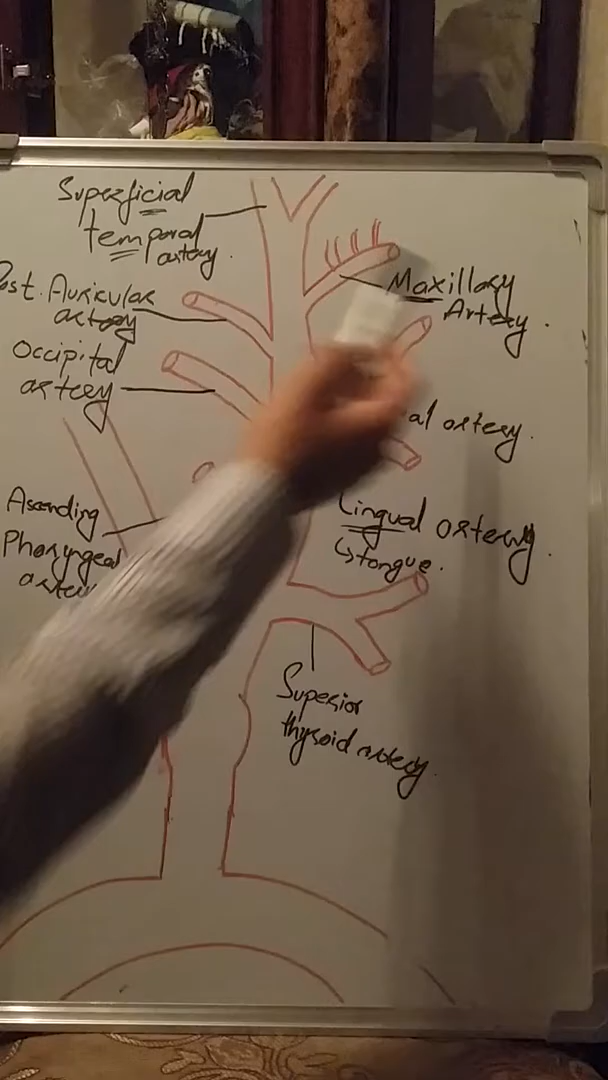 Superficial
temporal
artery.
Post. Auricular
artery
Occipital
artery
Maxillary
Artery.
al artery.
Lingual artery.
↳tongue.
Ascending
Pharyngeal
arter
Superior
thyroid artery.